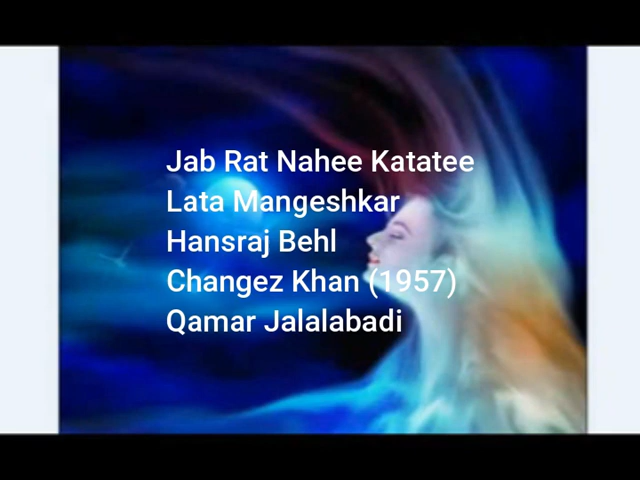 Jab Rat Nahee Katatee
Lata Mangeshkar
Hansraj Behl
Changez Khan (1957)
Qamar Jalalabadi